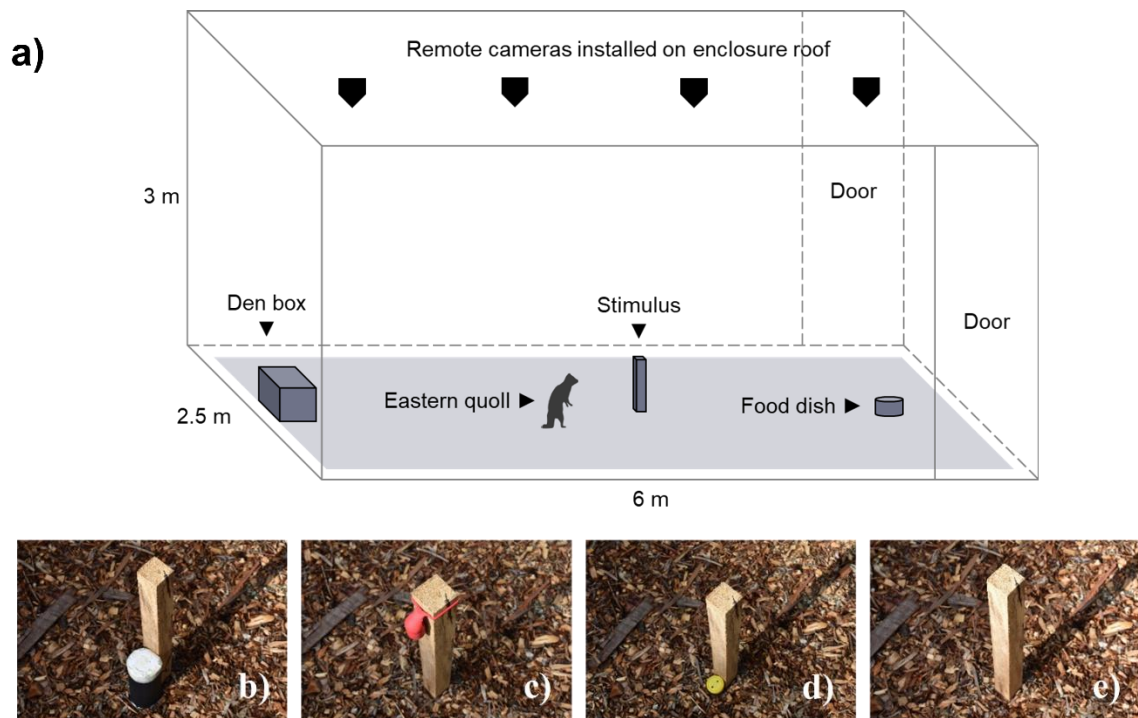 a)
Remote cameras installed on enclosure roof
3 m
Door
Den box
Stimulus
Door
Eastern quoll
Food dish
2.5 m
6 m
b)
c)
d)
e)